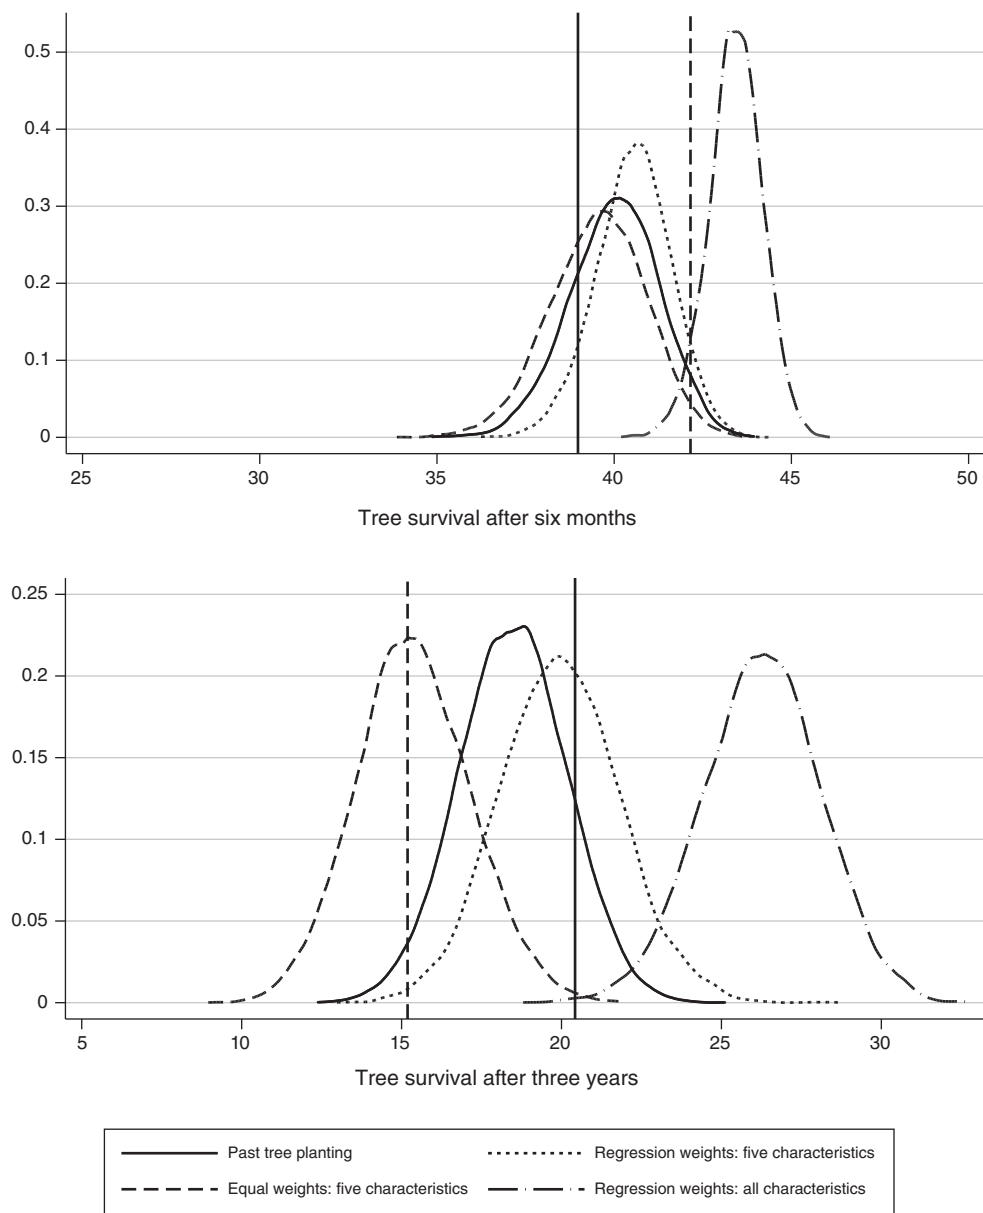 0.5
0.4
0.3
0.2
0.1
0
25 30 35 40 45 50
Tree survival after six months
0.25
0.2
0.15
0.1
0.05
0
5 10 15 20 25 30
Tree survival after three years
Past tree planting Regression weights: five characteristics
Equal weights: five characteristics Regression weights: all characteristics